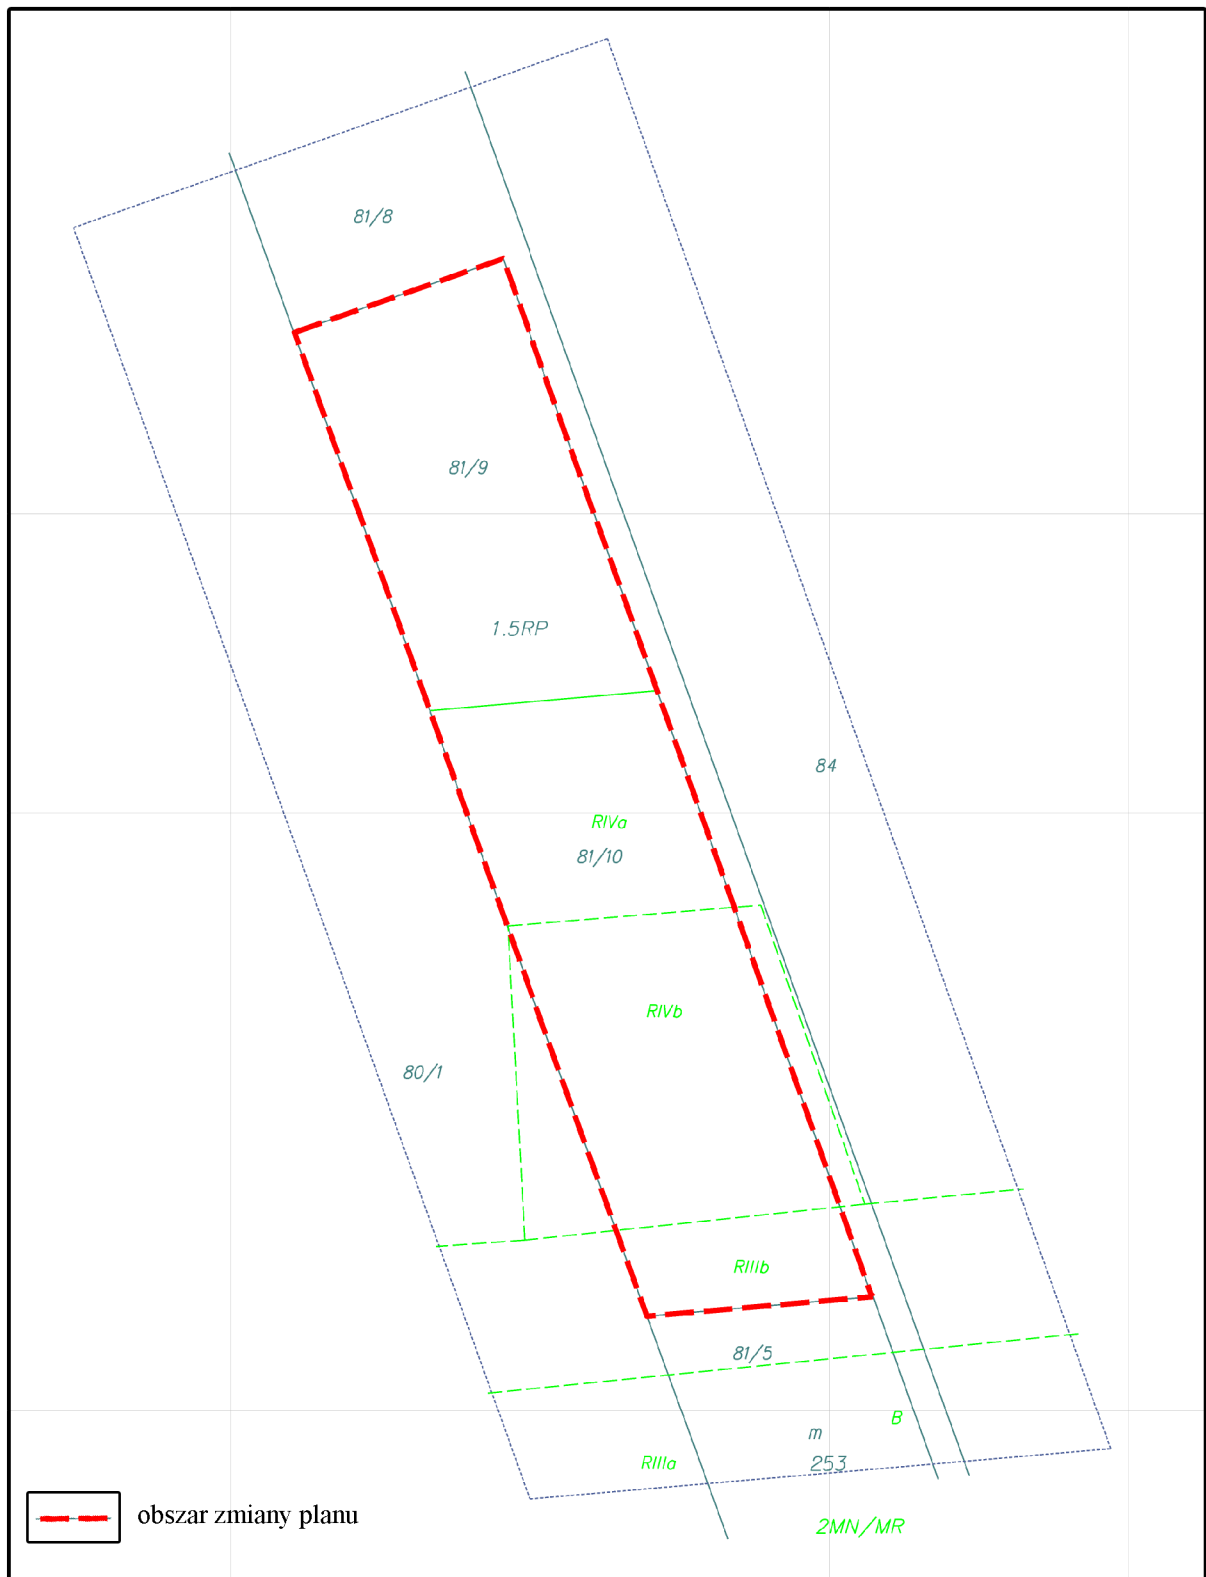 81/8
81/9
1.5RP
84
RIVa
81/10
RIVb
80/1
RIIIb
81/5
B
m
253
RIIIa
obszar zmiany planu
2MN/MR